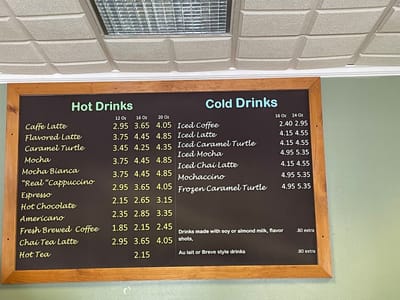 Hot Drinks
12 Oz 16 Oz 20 Oz
Caffe Latte 2.95 3.65 4.05
Flavored Latte 3.75 4.45 4.85
Caramel Turtle 3.45 4.25 4.35
Mocha 3.75 4.45 4.85
Mocha Bianca 3.75 4.45 4.85
"Real "Cappuccino 2.95 3.65 4.05
Espresso
Hot Chocolate 2.15 2.65 3.15
Americano 2.35 2.85 3.35
Fresh Brewed Coffee 1.85 2.15 2.45
Chai Tea Latte 2.95 3.65 4.05
Hot Tea 2.15
Cold Drinks
16 Oz 24 Oz
Iced Coffee 2.40 2.95
Iced Latte 4.15 4.55
Iced Caramel Turtle 4.15 4.55
Iced Mocha 4.95 5.35
Iced Chai Latte 4.15 4.55
Mochaccino 4.95 5.35
Frozen Caramel Turtle 4.95 5.35
Drinks made with soy or almond milk, flavor .80 extra
shots,
Au lait or Breve style drinks .80 extra